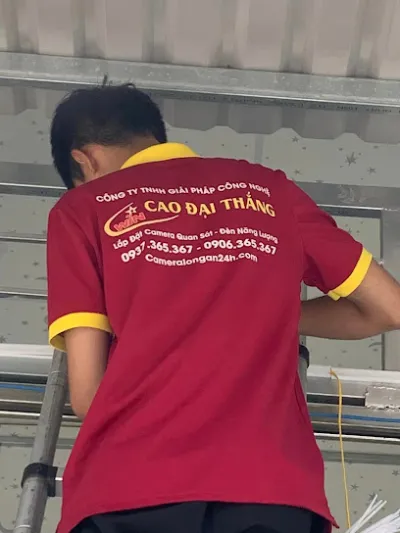 CÔNG TY TNHH GIẢI PHÁP CÔNG NGHỆ
CAO ĐẠI THẮNG
Lắp Đặt Camera Quan Sát - Đèn Năng Lượng
0937.365.367 - 0906.365.367
Cameralongan24h.com